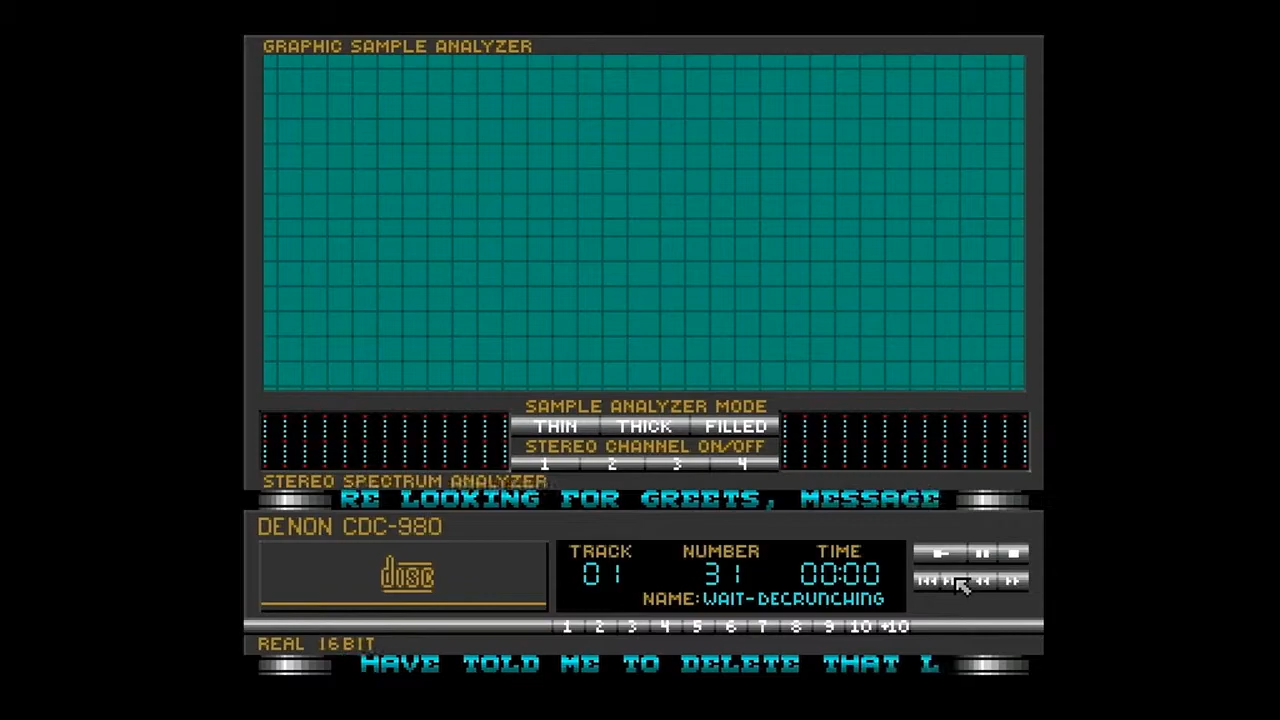 GRAPHIC SAMPLE ANALYZER
SAMPLE ANALYZER MODE
THIN THICK FILLED
STEREO CHANNEL ON/OFF
1 2 3 4
STEREO SPECTRUM ANALYZER
RE LOOKING FOR GREETS, MESSAGE
DENON CDC-980
disc
TRACK NUMBER TIME
01 31 00:00
NAME:WAIT-DECRUNCHING
1 2 3 4 5 6 7 8 9 10 +10
REAL 16BIT
HAVE TOLD ME TO DELETE THAT L